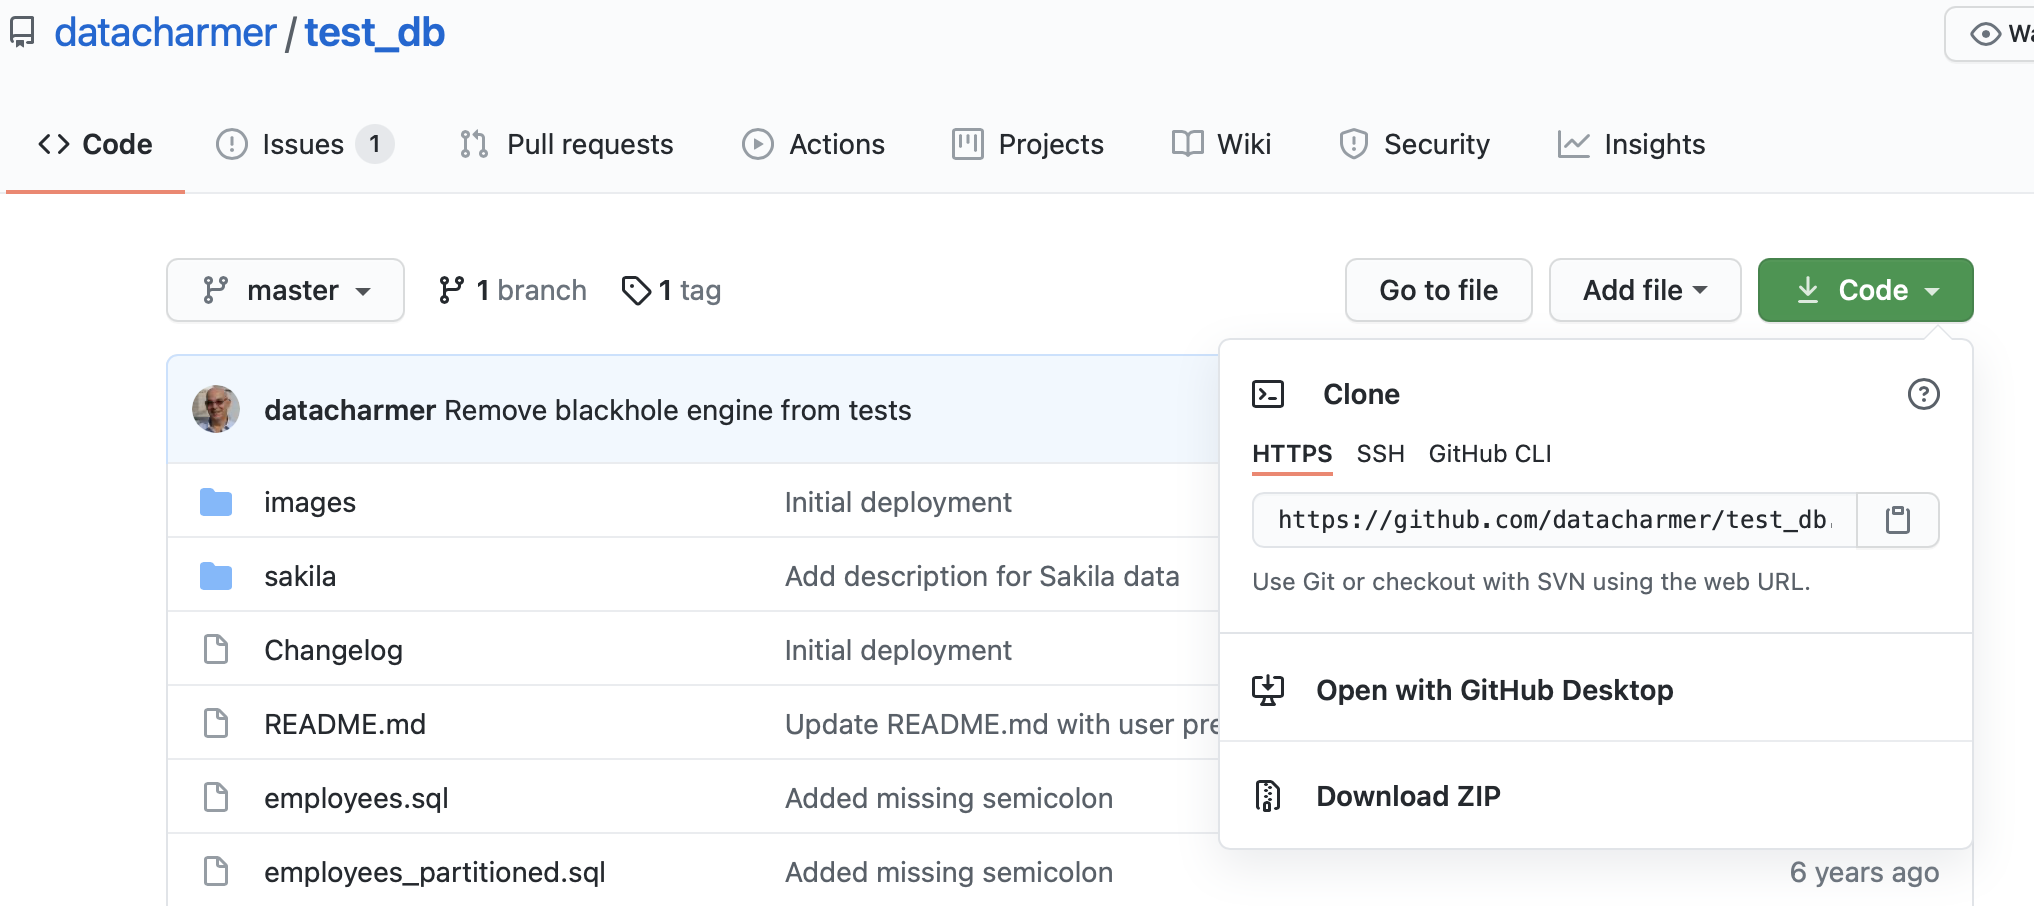 datacharmer / test_db
Code Issues 1 Pull requests Actions Projects Wiki Security Insights
master 1 branch 1 tag Go to file Add file Code
datacharmer Remove blackhole engine from tests
images Initial deployment
sakila Add description for Sakila data
Changelog Initial deployment
README.md Update README.md with user
employees.sql Added missing semicolon
employees_partitioned.sql Added missing semicolon 6 years ago
Clone
HTTPS SSH GitHub CLI
https://github.com/datacharmer/test_db.
Use Git or checkout with SVN using the web URL.
Open with GitHub Desktop
Download ZIP